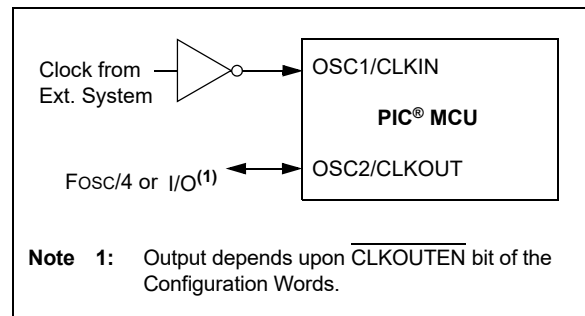 Clock from
Ext. System
OSC1/CLKIN
PIC® MCU
FOSC/4 or I/O(1)
OSC2/CLKOUT
Note 1: Output depends upon CLKOUTEN bit of the
Configuration Words.